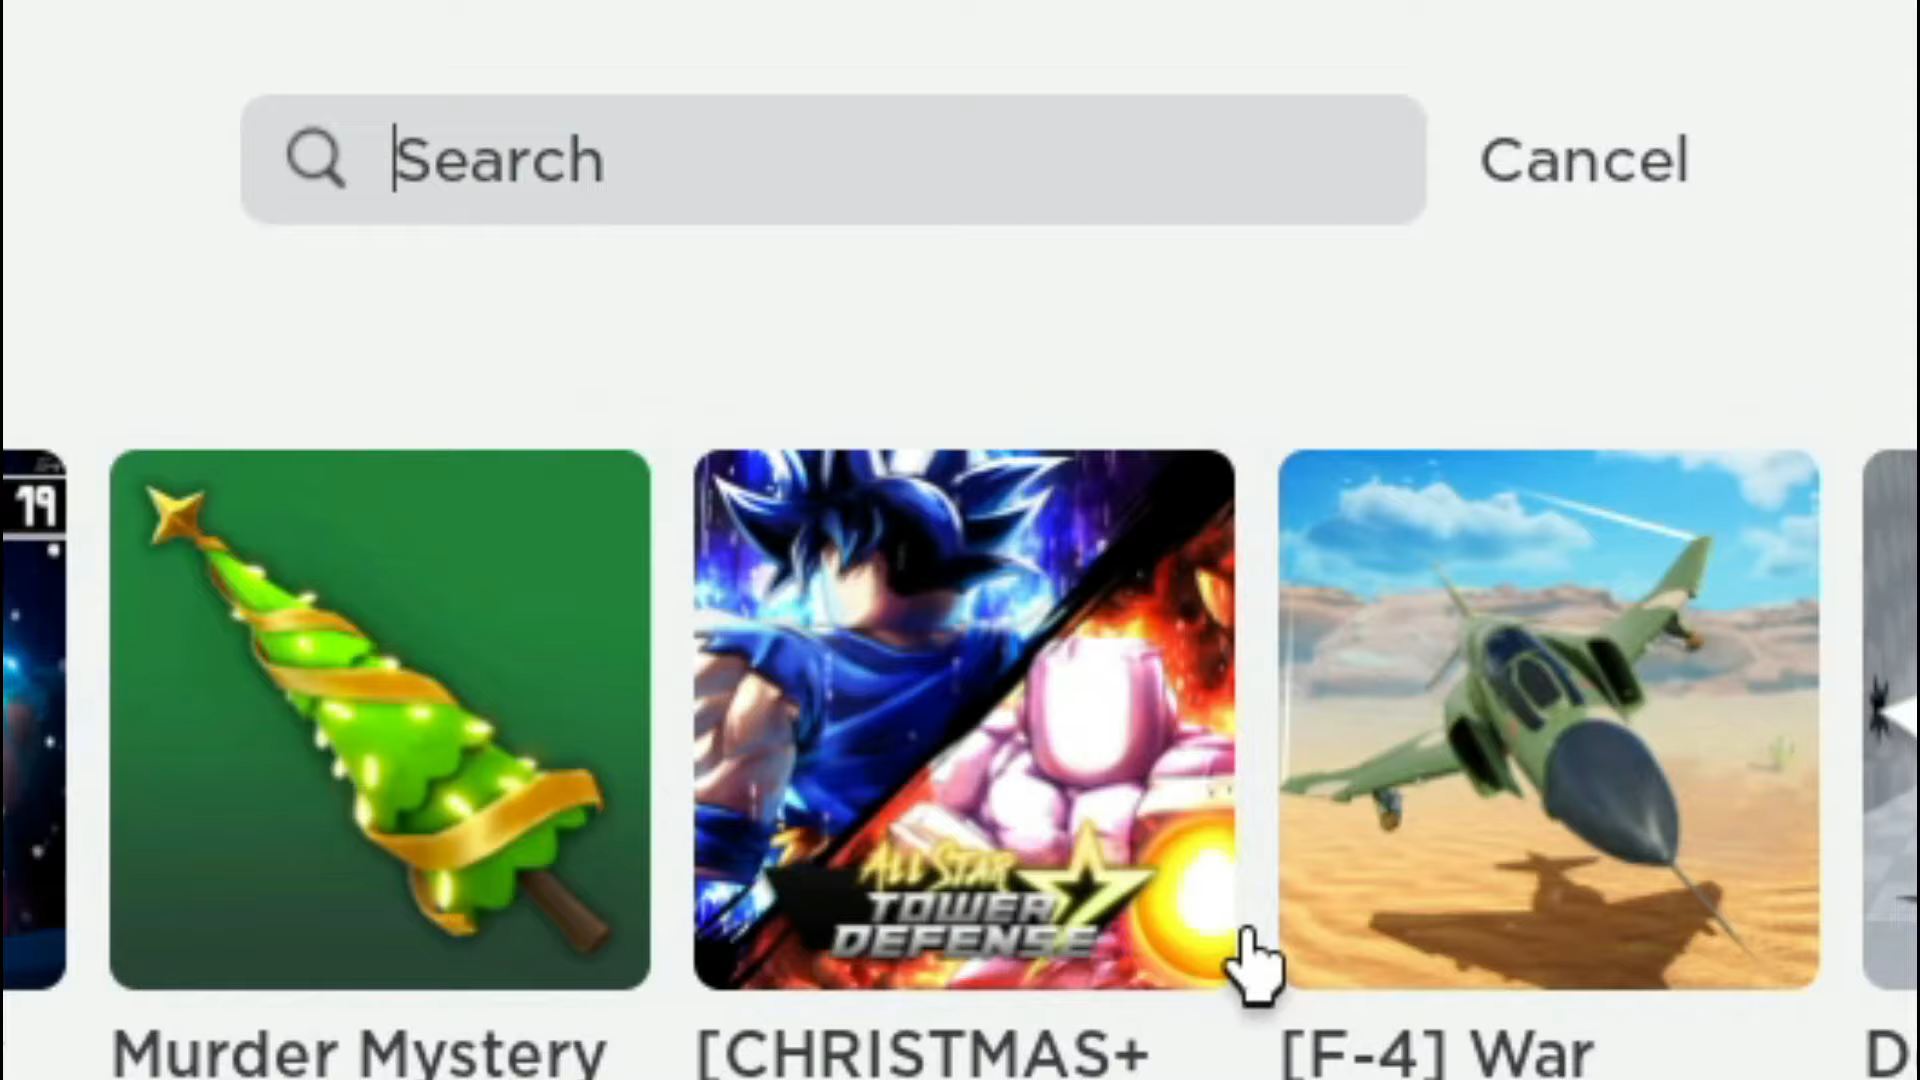 Search
Cancel
19
ALL STAR
TOWER
DEFENSE
Murder Mystery
[CHRISTMAS+
[F-4] War
D